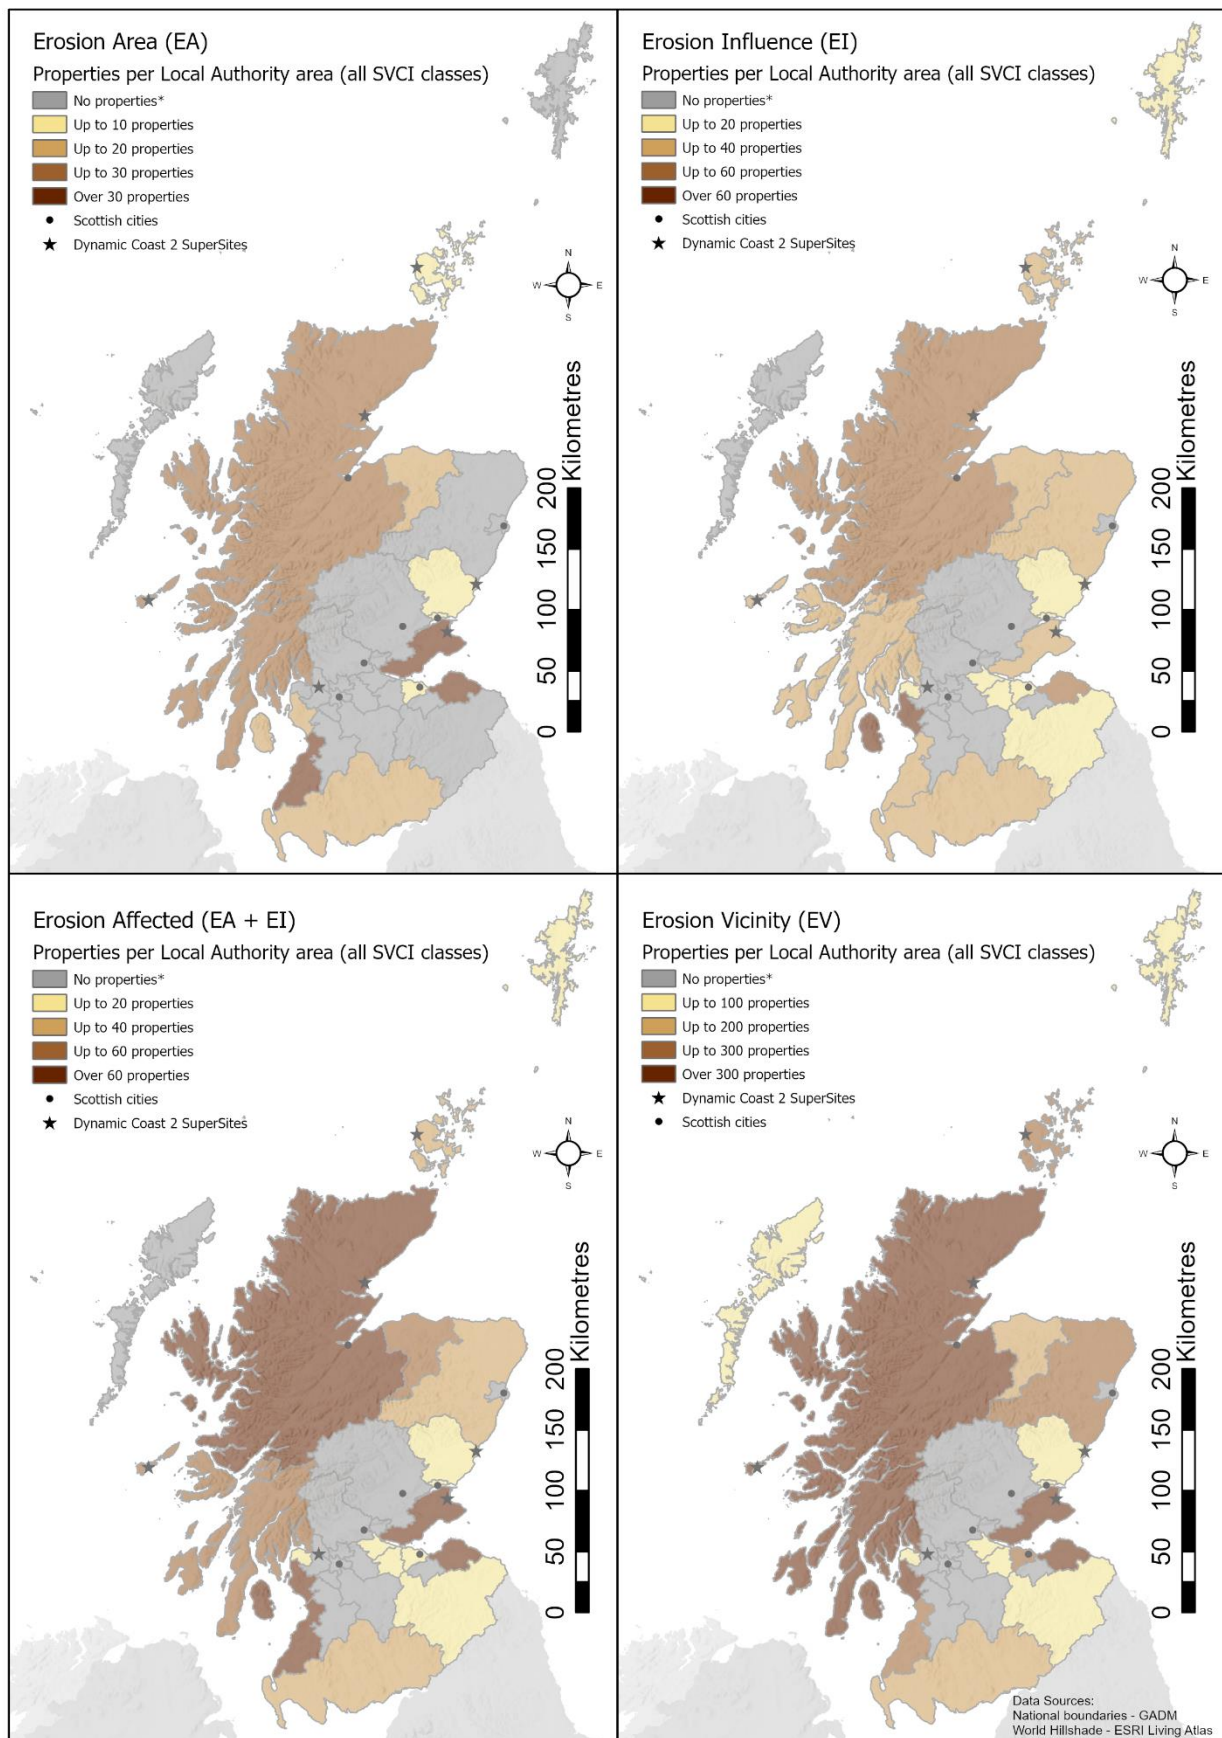 Erosion Area (EA)
Properties per Local Authority area (all SVCI classes)
No properties*
Up to 10 properties
Up to 20 properties
Up to 30 properties
Over 30 properties
Scottish cities
Dynamic Coast 2 SuperSites
N
W
E
S
Kilometres
200
150
100
50
0
Erosion Influence (EI)
Properties per Local Authority area (all SVCI classes)
No properties*
Up to 20 properties
Up to 40 properties
Up to 60 properties
Over 60 properties
Scottish cities
Dynamic Coast 2 SuperSites
N
W
E
S
Kilometres
200
150
100
50
0
Erosion Affected (EA + EI)
Properties per Local Authority area (all SVCI classes)
No properties*
Up to 20 properties
Up to 40 properties
Up to 60 properties
Over 60 properties
Scottish cities
Dynamic Coast 2 SuperSites
N
W
E
S
Kilometres
200
150
100
50
0
Erosion Vicinity (EV)
Properties per Local Authority area (all SVCI classes)
No properties*
Up to 100 properties
Up to 200 properties
Up to 300 properties
Over 300 properties
Dynamic Coast 2 SuperSites
Scottish cities
N
W
E
S
Kilometres
200
150
100
50
0
Data Sources:
National boundaries - GADM
World Hillshade - ESRI Living Atlas